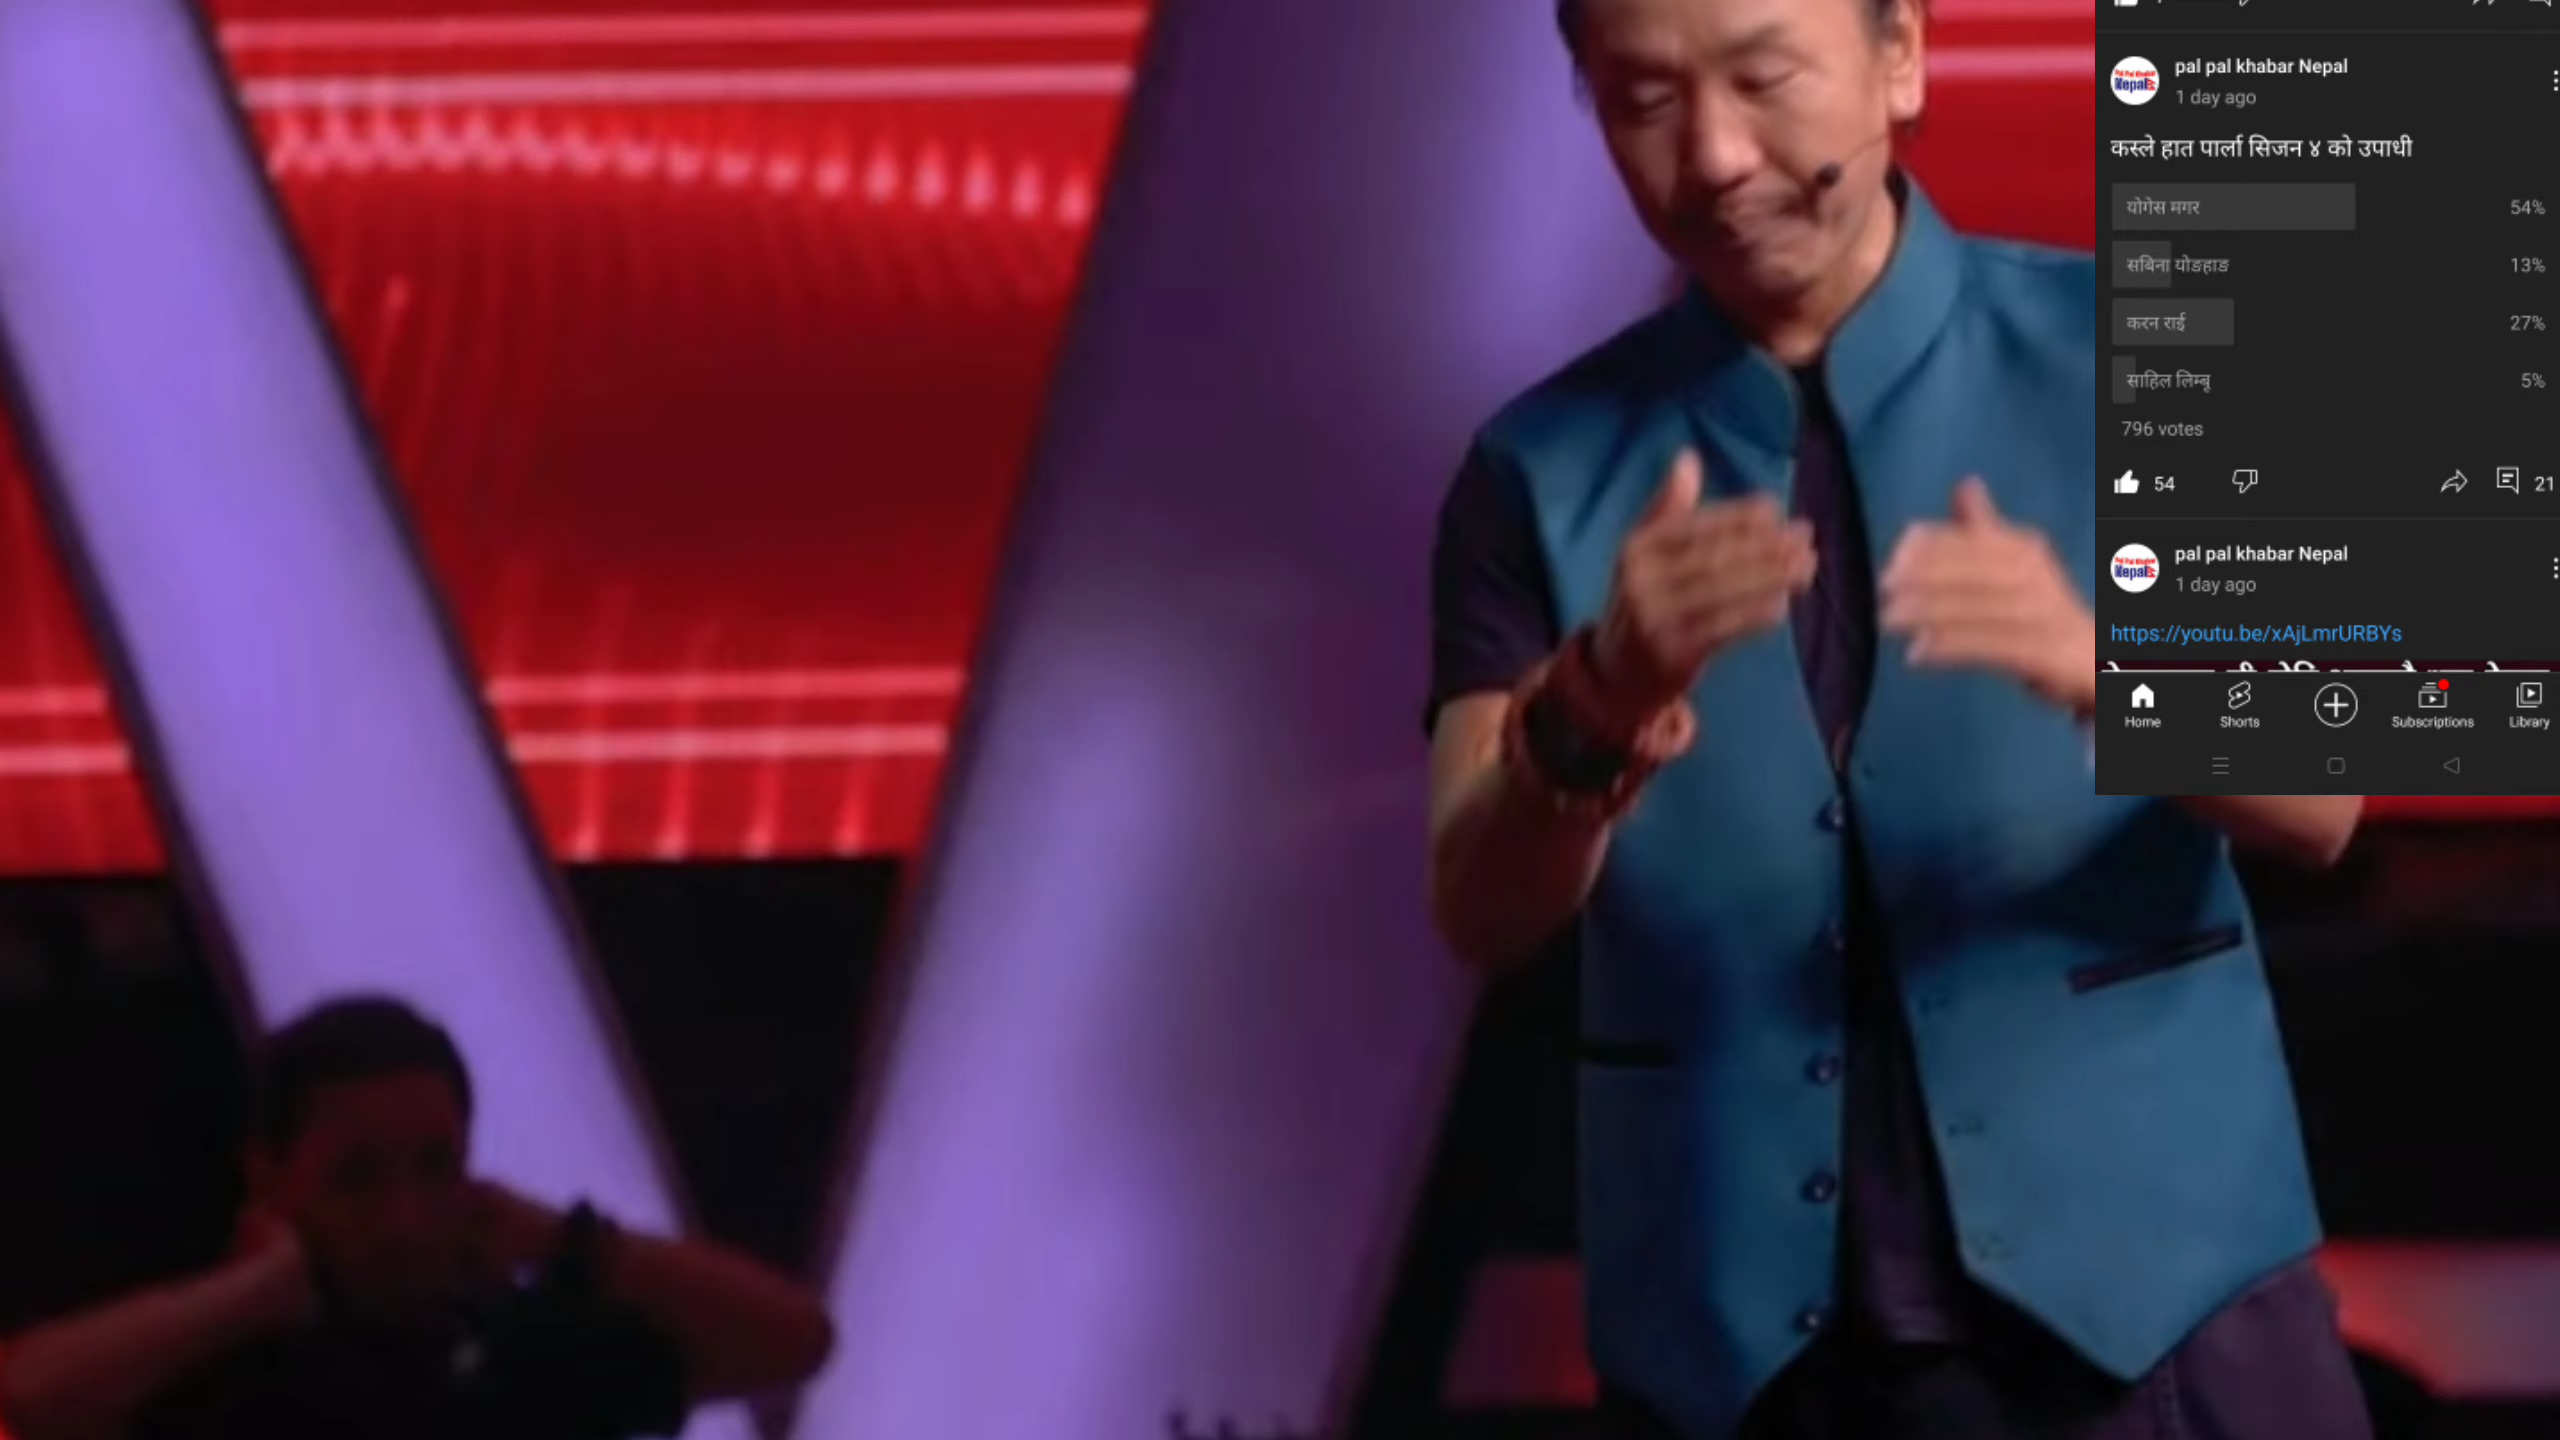 pal pal khabar Nepal
1 day ago
कस्ले हात पार्ला सिजन ४ को उपाधी
योगेस मगर 54%
सबिना योङहाङ 13%
करन राई 27%
साहिल लिम्बू 5%
796 votes
54 21
pal pal khabar Nepal
1 day ago
https://youtu.be/xAjLmrURBYs
Home Shorts Subscriptions Library